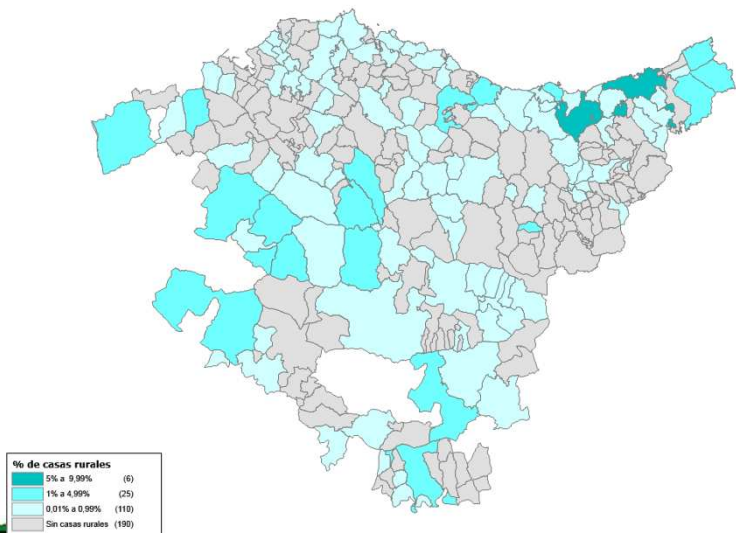 % de casas rurales
5% a 9,99% (6)
1% a 4,99% (25)
0,01% a 0,99% (110)
Sin casas rurales (190)